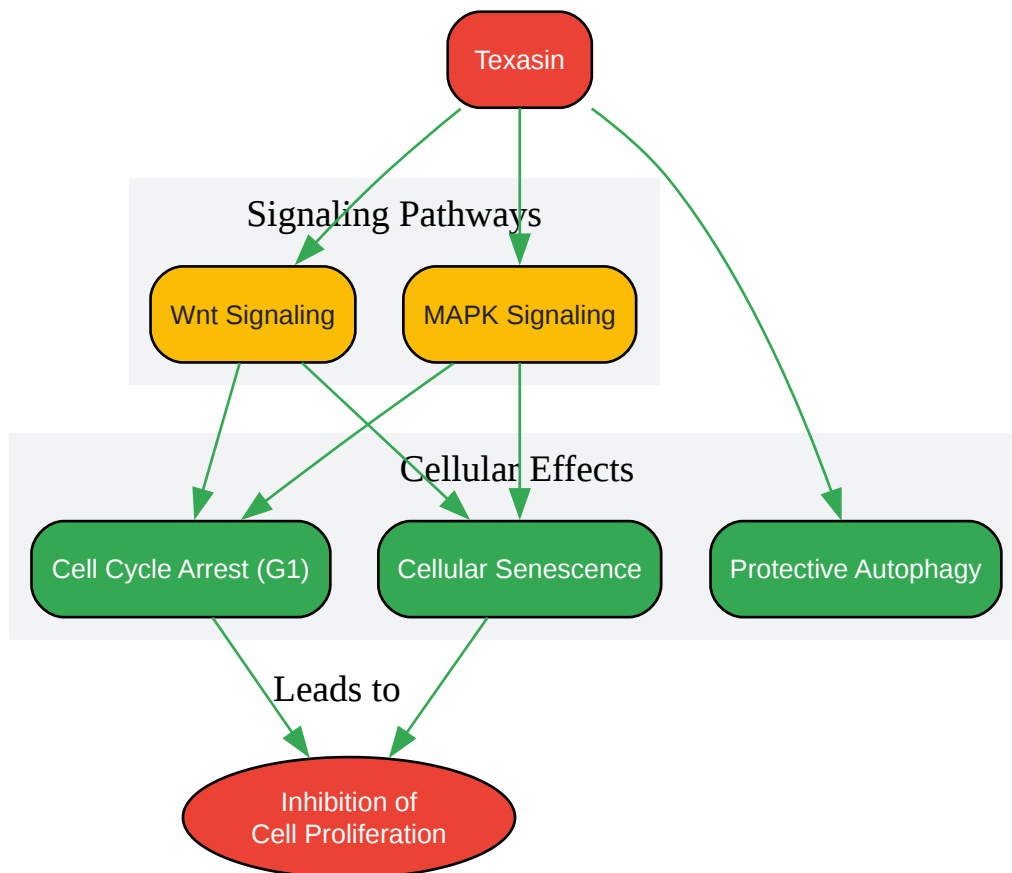 Texasin
Signaling Pathways
Wnt Signaling
MAPK Signaling
Cellular Effects
Cell Cycle Arrest (G1)
Cellular Senescence
Protective Autophagy
Leads to
Inhibition of
Cell Proliferation